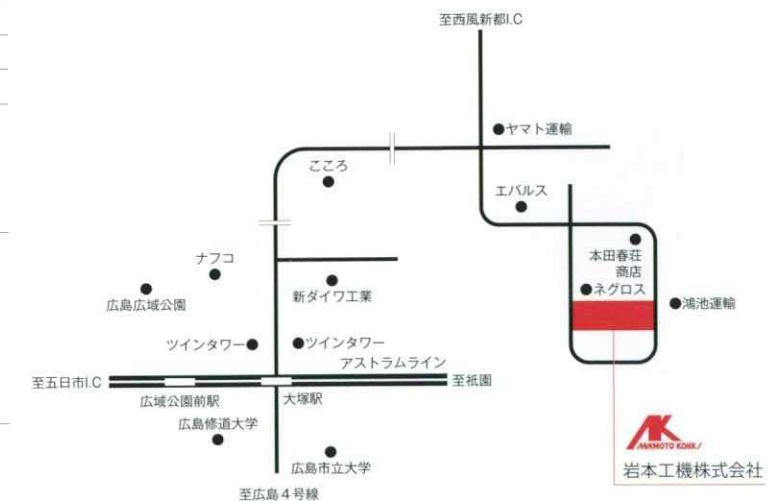 至西風新都I.C
ヤマト運輸
こころ
エバルス
本田春荘
商店
ナフコ
ネグロス
新ダイワ工業
広島広域公園
鴻池運輸
ツインタワー
ツインタワー
アストラムライン
至五日市I.C
至祇園
広域公園前駅
大塚駅
広島修道大学
広島市立大学
岩本工機株式会社
至広島4号線